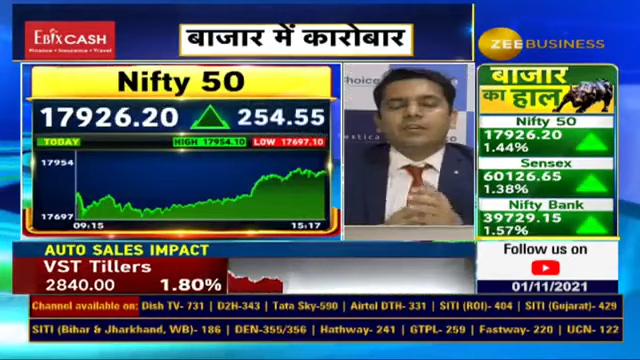 EbixCASH
Finance • Insurance • Travel
बाजार में कारोबार
ZEE BUSINESS
Nifty 50
17926.20 254.55
TODAY HIGH 17954.10 LOW 17697.10
17954
17697
09:15 15:17
Choice
बाजार
का हाल
Nifty 50
17926.20
1.44%
Sensex
60126.65
1.38%
Nifty Bank
39729.15
1.57%
AUTO SALES IMPACT
VST Tillers
2840.00 1.80%
Follow us on
YouTube
01/11/2021
Channel available on: Dish TV- 731 | D2H-343 | Tata Sky-590 | Airtel DTH- 331 | SITI (ROI)- 404 | SITI (Gujarat)- 429
SITI (Bihar & Jharkhand, WB)- 186 | DEN-355/356 | Hathway- 241 | GTPL- 259 | Fastway- 220 | UCN- 122